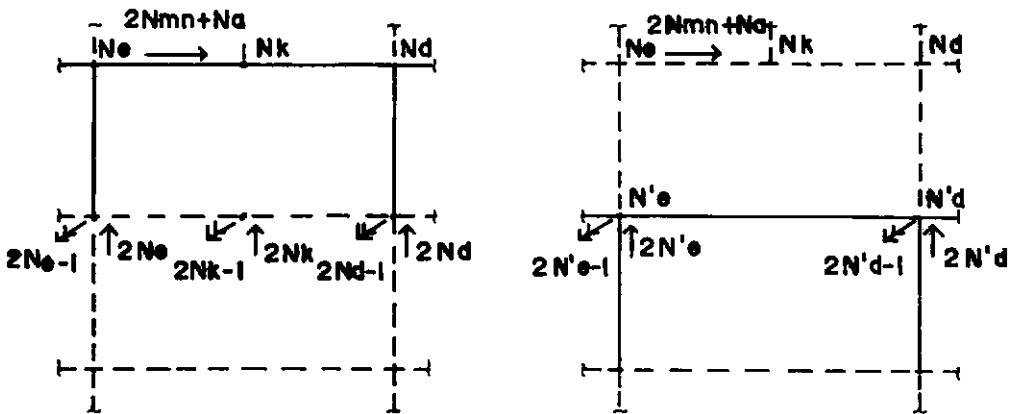 2Nmn+Na
Ne Nk Nd
2Ne-1 2Ne 2Nk-1 2Nk 2Nd-1 2Nd
2Nmn+Na
Ne Nk Nd
N'e N'd
2N'e-1 2N'e 2N'd-1 2N'd